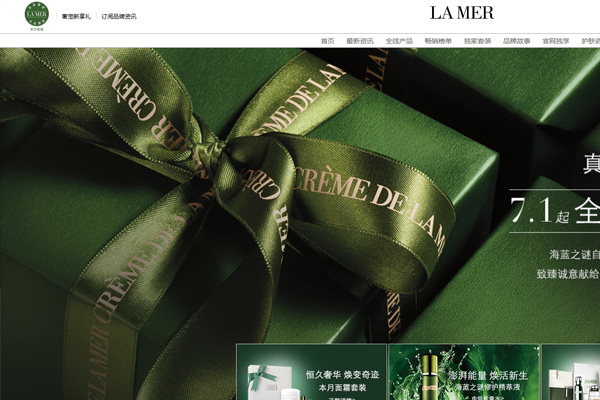 LA MER
奢宠新享礼
订阅品牌资讯
LA MER
首页
最新资讯
全线产品
畅销榜单
独家套装
品牌故事
官网独享
护肤
CRÈME DE LA MER
CRÈME DE LA MER
真
7.1起 全
海蓝之谜自
致臻诚意献给
恒久奢华 焕变奇迹
本月面霜套装
澎湃能量 焕活新生
海蓝之谜修护精萃液